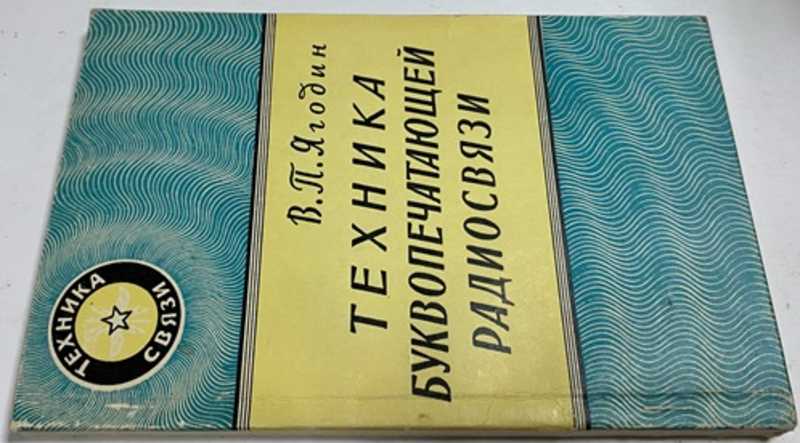 ТЕХНИКА
СВЯЗИ
В.П.Ягодин
ТЕХНИКА
БУКВОПЕЧАТАЮЩЕЙ
РАДИОСВЯЗИ